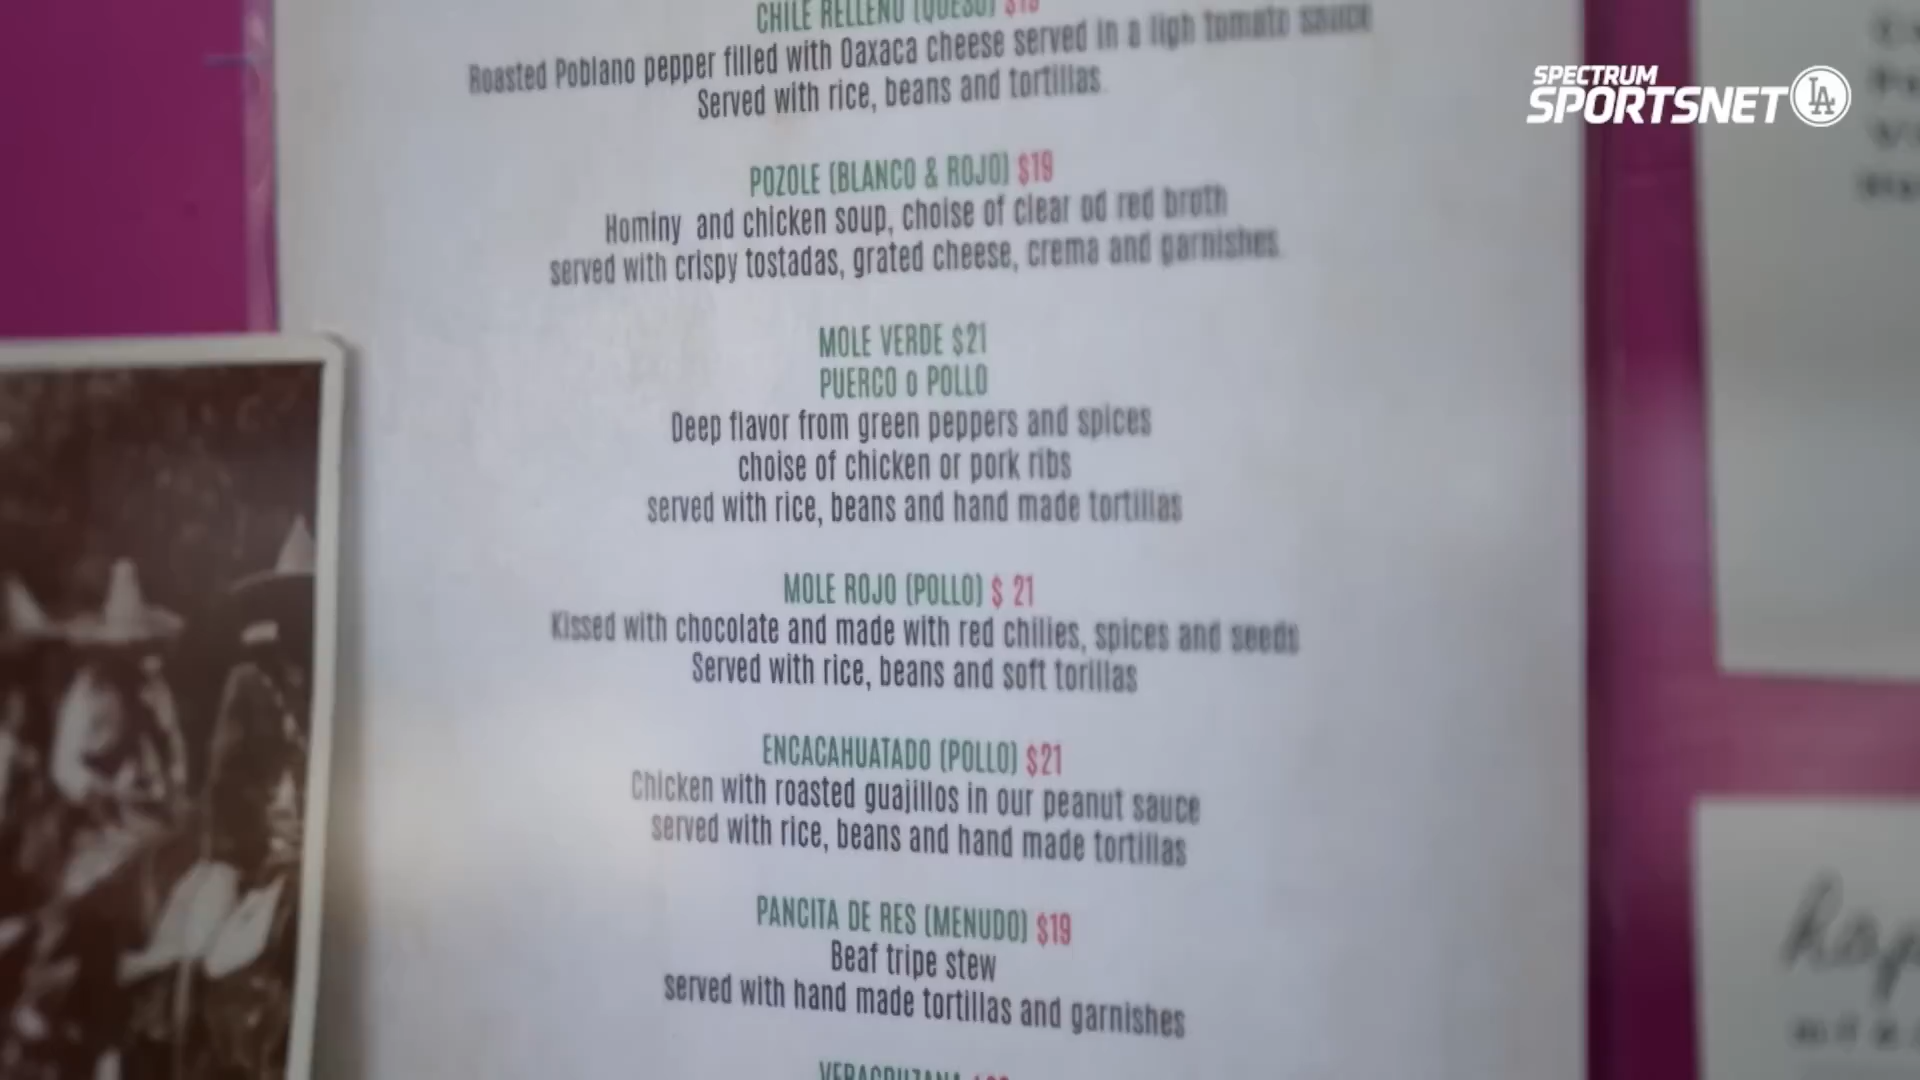 CHILE RELLENO (QUESO) $19
Roasted Poblano pepper filled with Oaxaca cheese served in a ligh tomato sauce
Served with rice, beans and tortillas
SPECTRUM
SPORTSNET LA
POZOLE (BLANCO & ROJO) $19
Hominy and chicken soup, choise of clear od red broth
served with crispy tostadas, grated cheese, crema and garnishes
MOLE VERDE $21
PUERCO o POLLO
Deep flavor from green peppers and spices
choise of chicken or pork ribs
served with rice, beans and hand made tortillas
MOLE ROJO (POLLO) $ 21
Kissed with chocolate and made with red chilies, spices and seeds
Served with rice, beans and soft torillas
ENCACAHUATADO (POLLO) $21
Chicken with roasted guajillos in our peanut sauce
served with rice, beans and hand made tortillas
PANCITA DE RES (MENUDO) $19
Beaf tripe stew
served with hand made tortillas and garnishes
VERACRUZANA